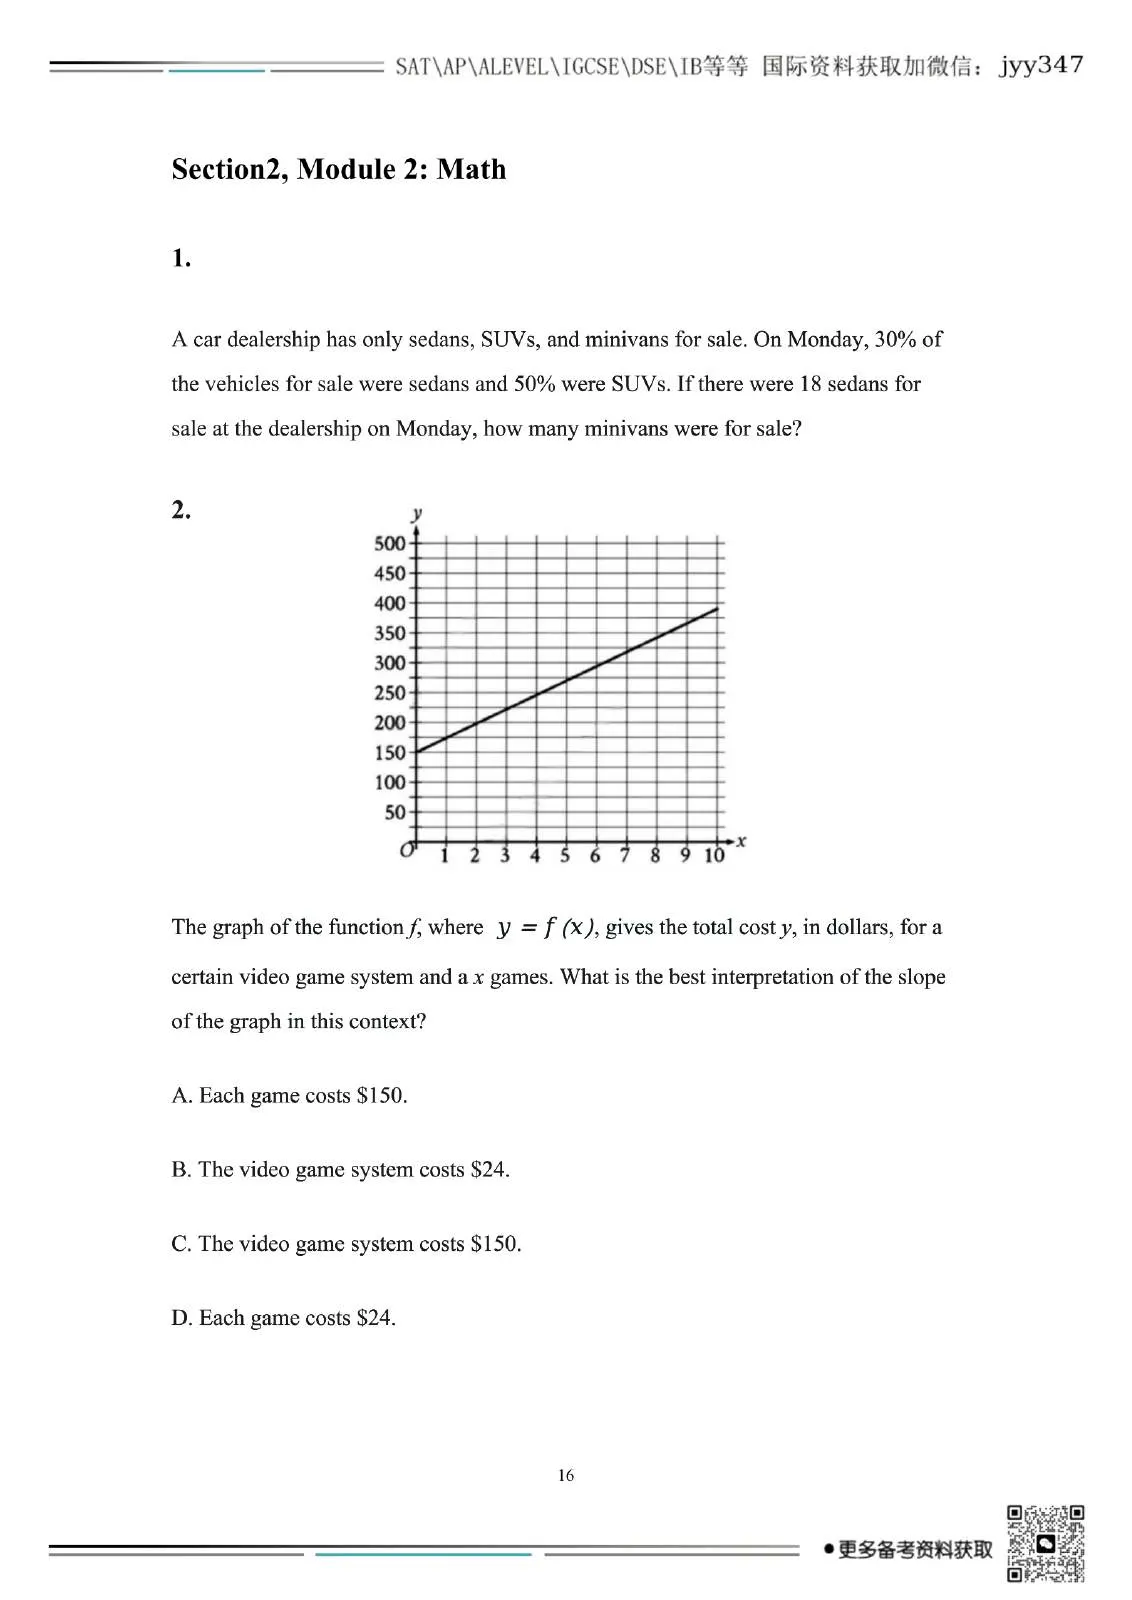 SAT\AP\ALEVEL\IGCSE\DSE\IB等等 国际资料获取加微信: jyy347
Section2, Module 2: Math
1.
A car dealership has only sedans, SUVs, and minivans for sale. On Monday, 30% of
the vehicles for sale were sedans and 50% were SUVs. If there were 18 sedans for
sale at the dealership on Monday, how many minivans were for sale?
2.
y
500
450
400
350
300
250
200
150
100
50
O 1 2 3 4 5 6 7 8 9 10 x
The graph of the function f, where y = f (x), gives the total cost y, in dollars, for a
certain video game system and a x games. What is the best interpretation of the slope
of the graph in this context?
A. Each game costs $150.
B. The video game system costs $24.
C. The video game system costs $150.
D. Each game costs $24.
16
●更多备考资料获取